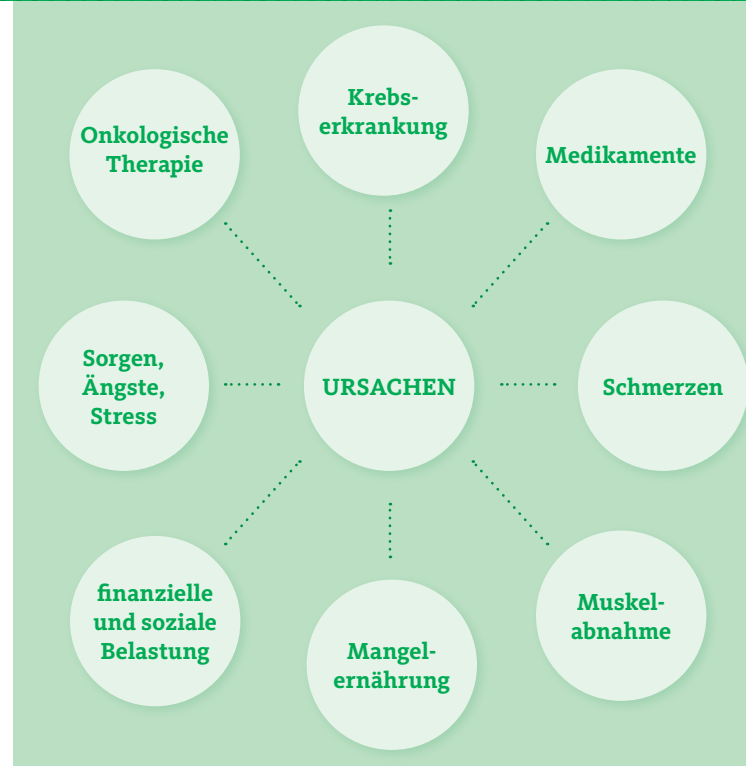 Krebs-
erkrankung
Onkologische
Therapie
Medikamente
Sorgen,
Ängste,
Stress
URSACHEN
Schmerzen
finanzielle
und soziale
Belastung
Mangel-
ernährung
Muskel-
abnahme